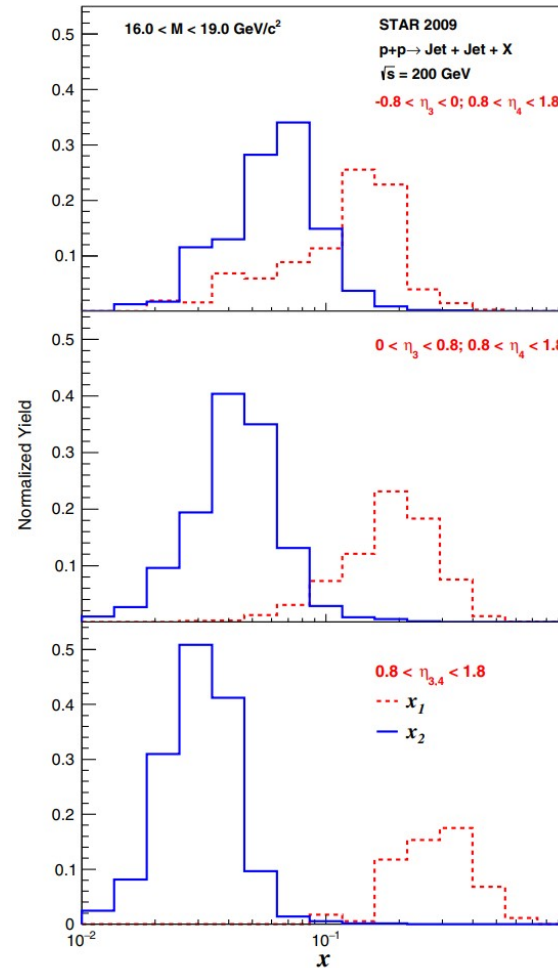 16.0 < M < 19.0 GeV/c²
STAR 2009
p+p→ Jet + Jet + X
√s = 200 GeV
-0.8 < η₃ < 0; 0.8 < η₄ < 1.8
0.5
0.4
0.3
0.2
0.1
0 < η₃ < 0.8; 0.8 < η₄ < 1.8
0.5
0.4
0.3
0.2
0.1
Normalized Yield
0.8 < η₃,₄ < 1.8
x₁
x₂
0.5
0.4
0.3
0.2
0.1
0
10⁻²
10⁻¹
x